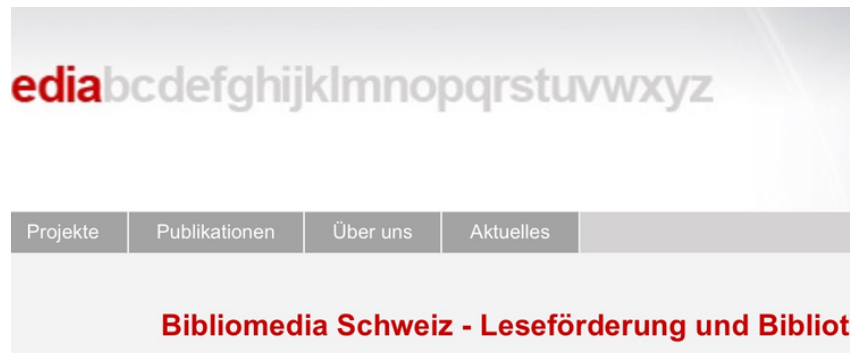 ediabcdefghijklmnopqrstuvwxyz
Projekte Publikationen Über uns Aktuelles
Bibliomedia Schweiz - Leseförderung und Bibliot